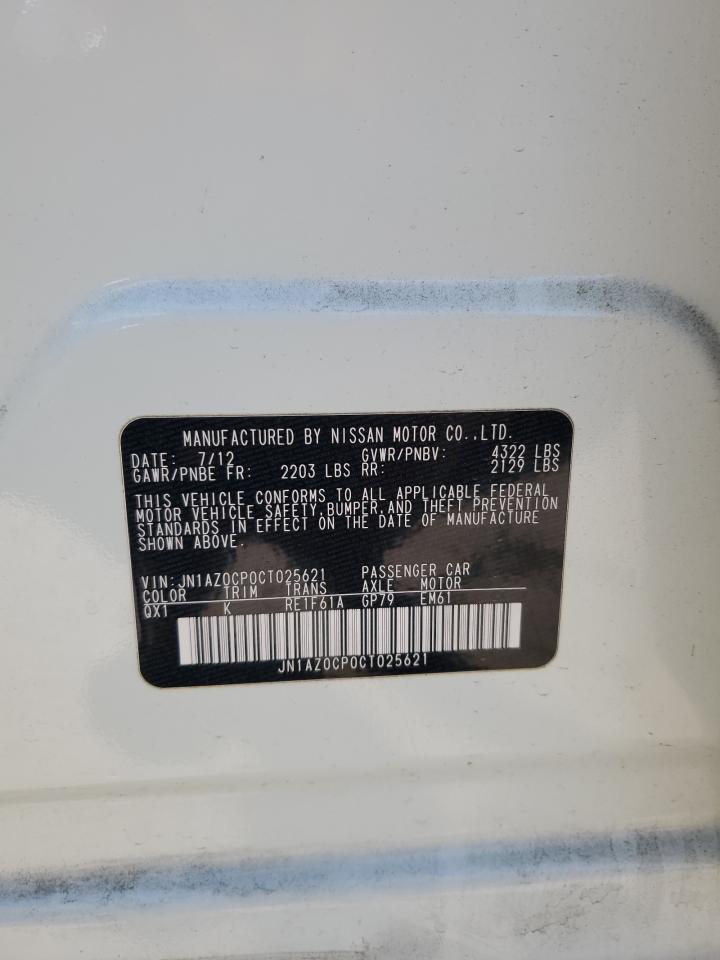 MANUFACTURED BY NISSAN MOTOR CO.,LTD.
DATE: 7/12 GVWR/PNBV: 4322 LBS
GAWR/PNBE FR: 2203 LBS RR: 2129 LBS
THIS VEHICLE CONFORMS TO ALL APPLICABLE FEDERAL
MOTOR VEHICLE SAFETY,BUMPER,AND THEFT PREVENTION
STANDARDS IN EFFECT ON THE DATE OF MANUFACTURE
SHOWN ABOVE.
VIN:JN1AZ0CP0CT025621 PASSENGER CAR
COLOR TRIM TRANS AXLE MOTOR
QX1 K RE1F61A GP79 EM61
JN1AZ0CP0CT025621